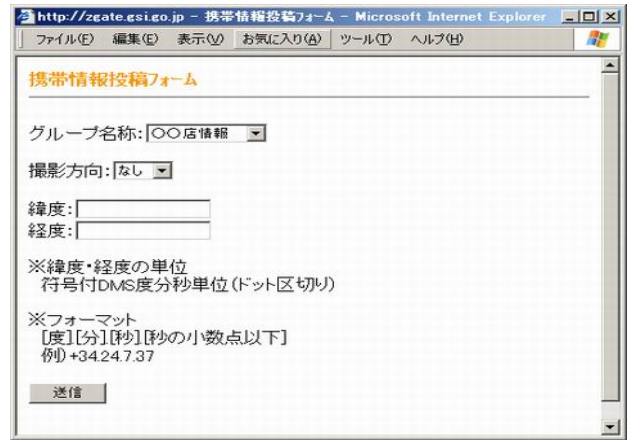 http://zgate.gsi.go.jp - 携帯情報投稿フォーム - Microsoft Internet Explorer
ファイル(F) 編集(E) 表示(V) お気に入り(A) ツール(T) ヘルプ(H)
携帯情報投稿フォーム
グループ名称:〇〇店情報
撮影方向:なし
緯度:
経度:
※緯度・経度の単位
符号付DMS度分秒単位(ドット区切り)
※フォーマット
[度][分][秒][秒の小数点以下]
例)+34.24.7.37
送信